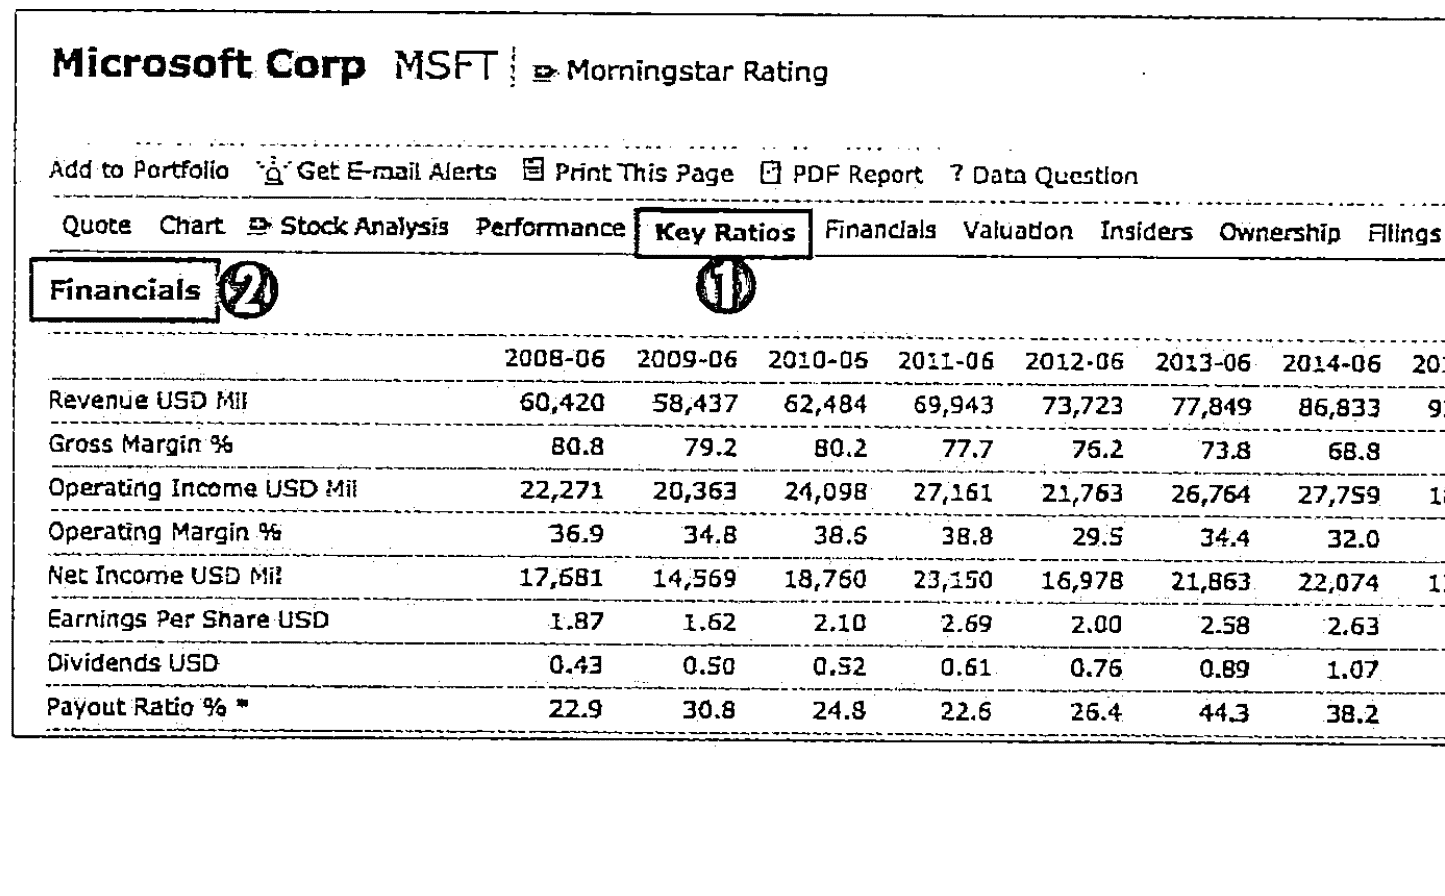 Microsoft Corp MSFT Morningstar Rating
Add to Portfolio Get E-mail Alerts Print This Page PDF Report ? Data Question
Quote Chart Stock Analysis Performance Key Ratios Financials Valuation Insiders Ownership Filings
Financials 2 1
2008-06 2009-06 2010-06 2011-06 2012-06 2013-06 2014-06
Revenue USD Mil 60,420 58,437 62,484 69,943 73,723 77,849 86,833
Gross Margin % 80.8 79.2 80.2 77.7 76.2 73.8 68.8
Operating Income USD Mil 22,271 20,363 24,098 27,161 21,763 26,764 27,759
Operating Margin % 36.9 34.8 38.6 38.8 29.5 34.4 32.0
Net Income USD Mil 17,681 14,569 18,760 23,150 16,978 21,863 22,074
Earnings Per Share USD 1.87 1.62 2.10 2.69 2.00 2.58 2.63
Dividends USD 0.43 0.50 0.52 0.61 0.76 0.89 1.07
Payout Ratio % * 22.9 30.8 24.8 22.6 26.4 44.3 38.2